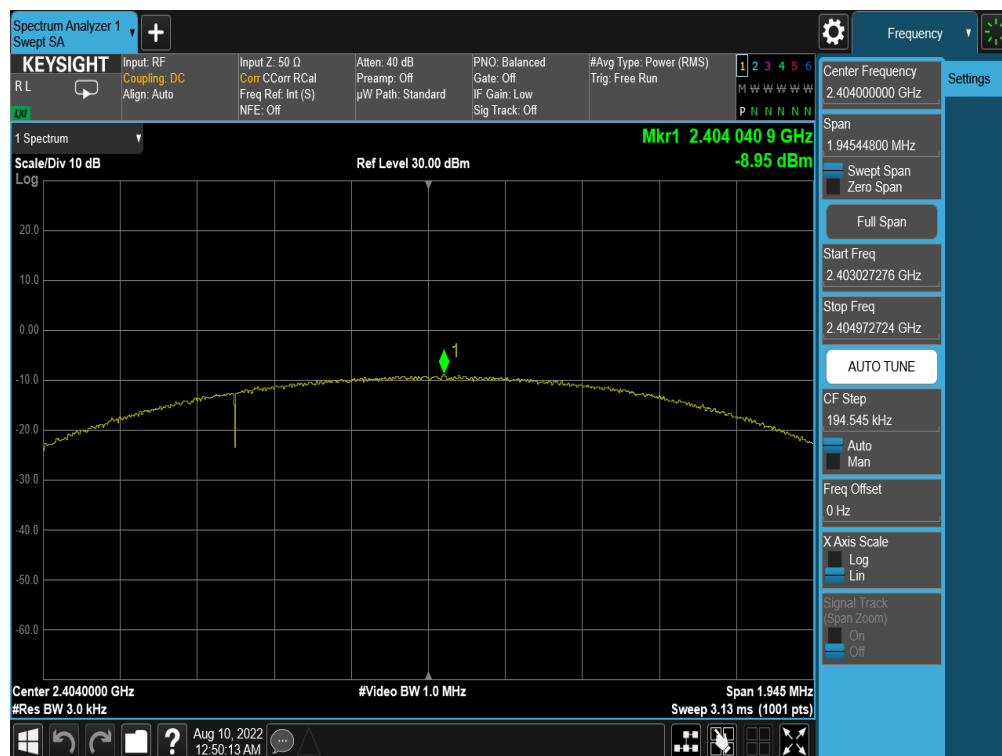 Spectrum Analyzer 1
Swept SA
Frequency
KEYSIGHT
R L
LXI
Input: RF
Coupling: DC
Align: Auto
Input Z: 50 Ω
Corr CCorr RCal
Freq Ref: Int (S)
NFE: Off
Atten: 40 dB
Preamp: Off
µW Path: Standard
PNO: Balanced
Gate: Off
IF Gain: Low
Sig Track: Off
#Avg Type: Power (RMS)
Trig: Free Run
1 2 3 4 5 6
M W W W W W
P N N N N N
1 Spectrum
Mkr1 2.404 040 9 GHz
Scale/Div 10 dB
Ref Level 30.00 dBm
-8.95 dBm
Log
20.0
10.0
0.00
1
-10.0
-20.0
-30.0
-40.0
-50.0
-60.0
Center 2.4040000 GHz
#Video BW 1.0 MHz
Span 1.945 MHz
#Res BW 3.0 kHz
Sweep 3.13 ms (1001 pts)
Center Frequency
2.404000000 GHz
Settings
Span
1.94544800 MHz
Swept Span
Zero Span
Full Span
Start Freq
2.403027276 GHz
Stop Freq
2.404972724 GHz
AUTO TUNE
CF Step
194.545 kHz
Auto
Man
Freq Offset
0 Hz
X Axis Scale
Log
Lin
Signal Track
(Span Zoom)
On
Off
?
Aug 10, 2022
12:50:13 AM